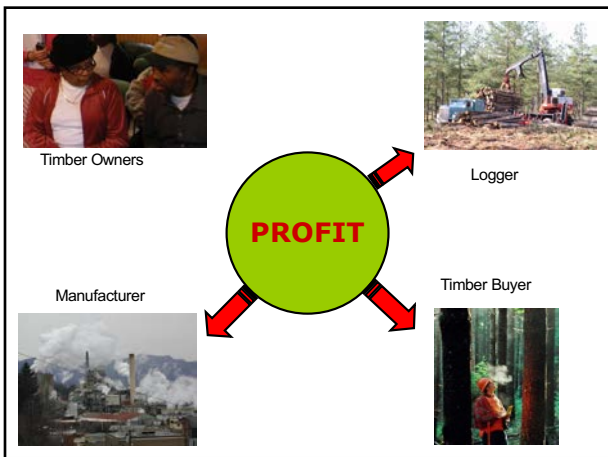 Timber Owners
Logger
PROFIT
Manufacturer
Timber Buyer